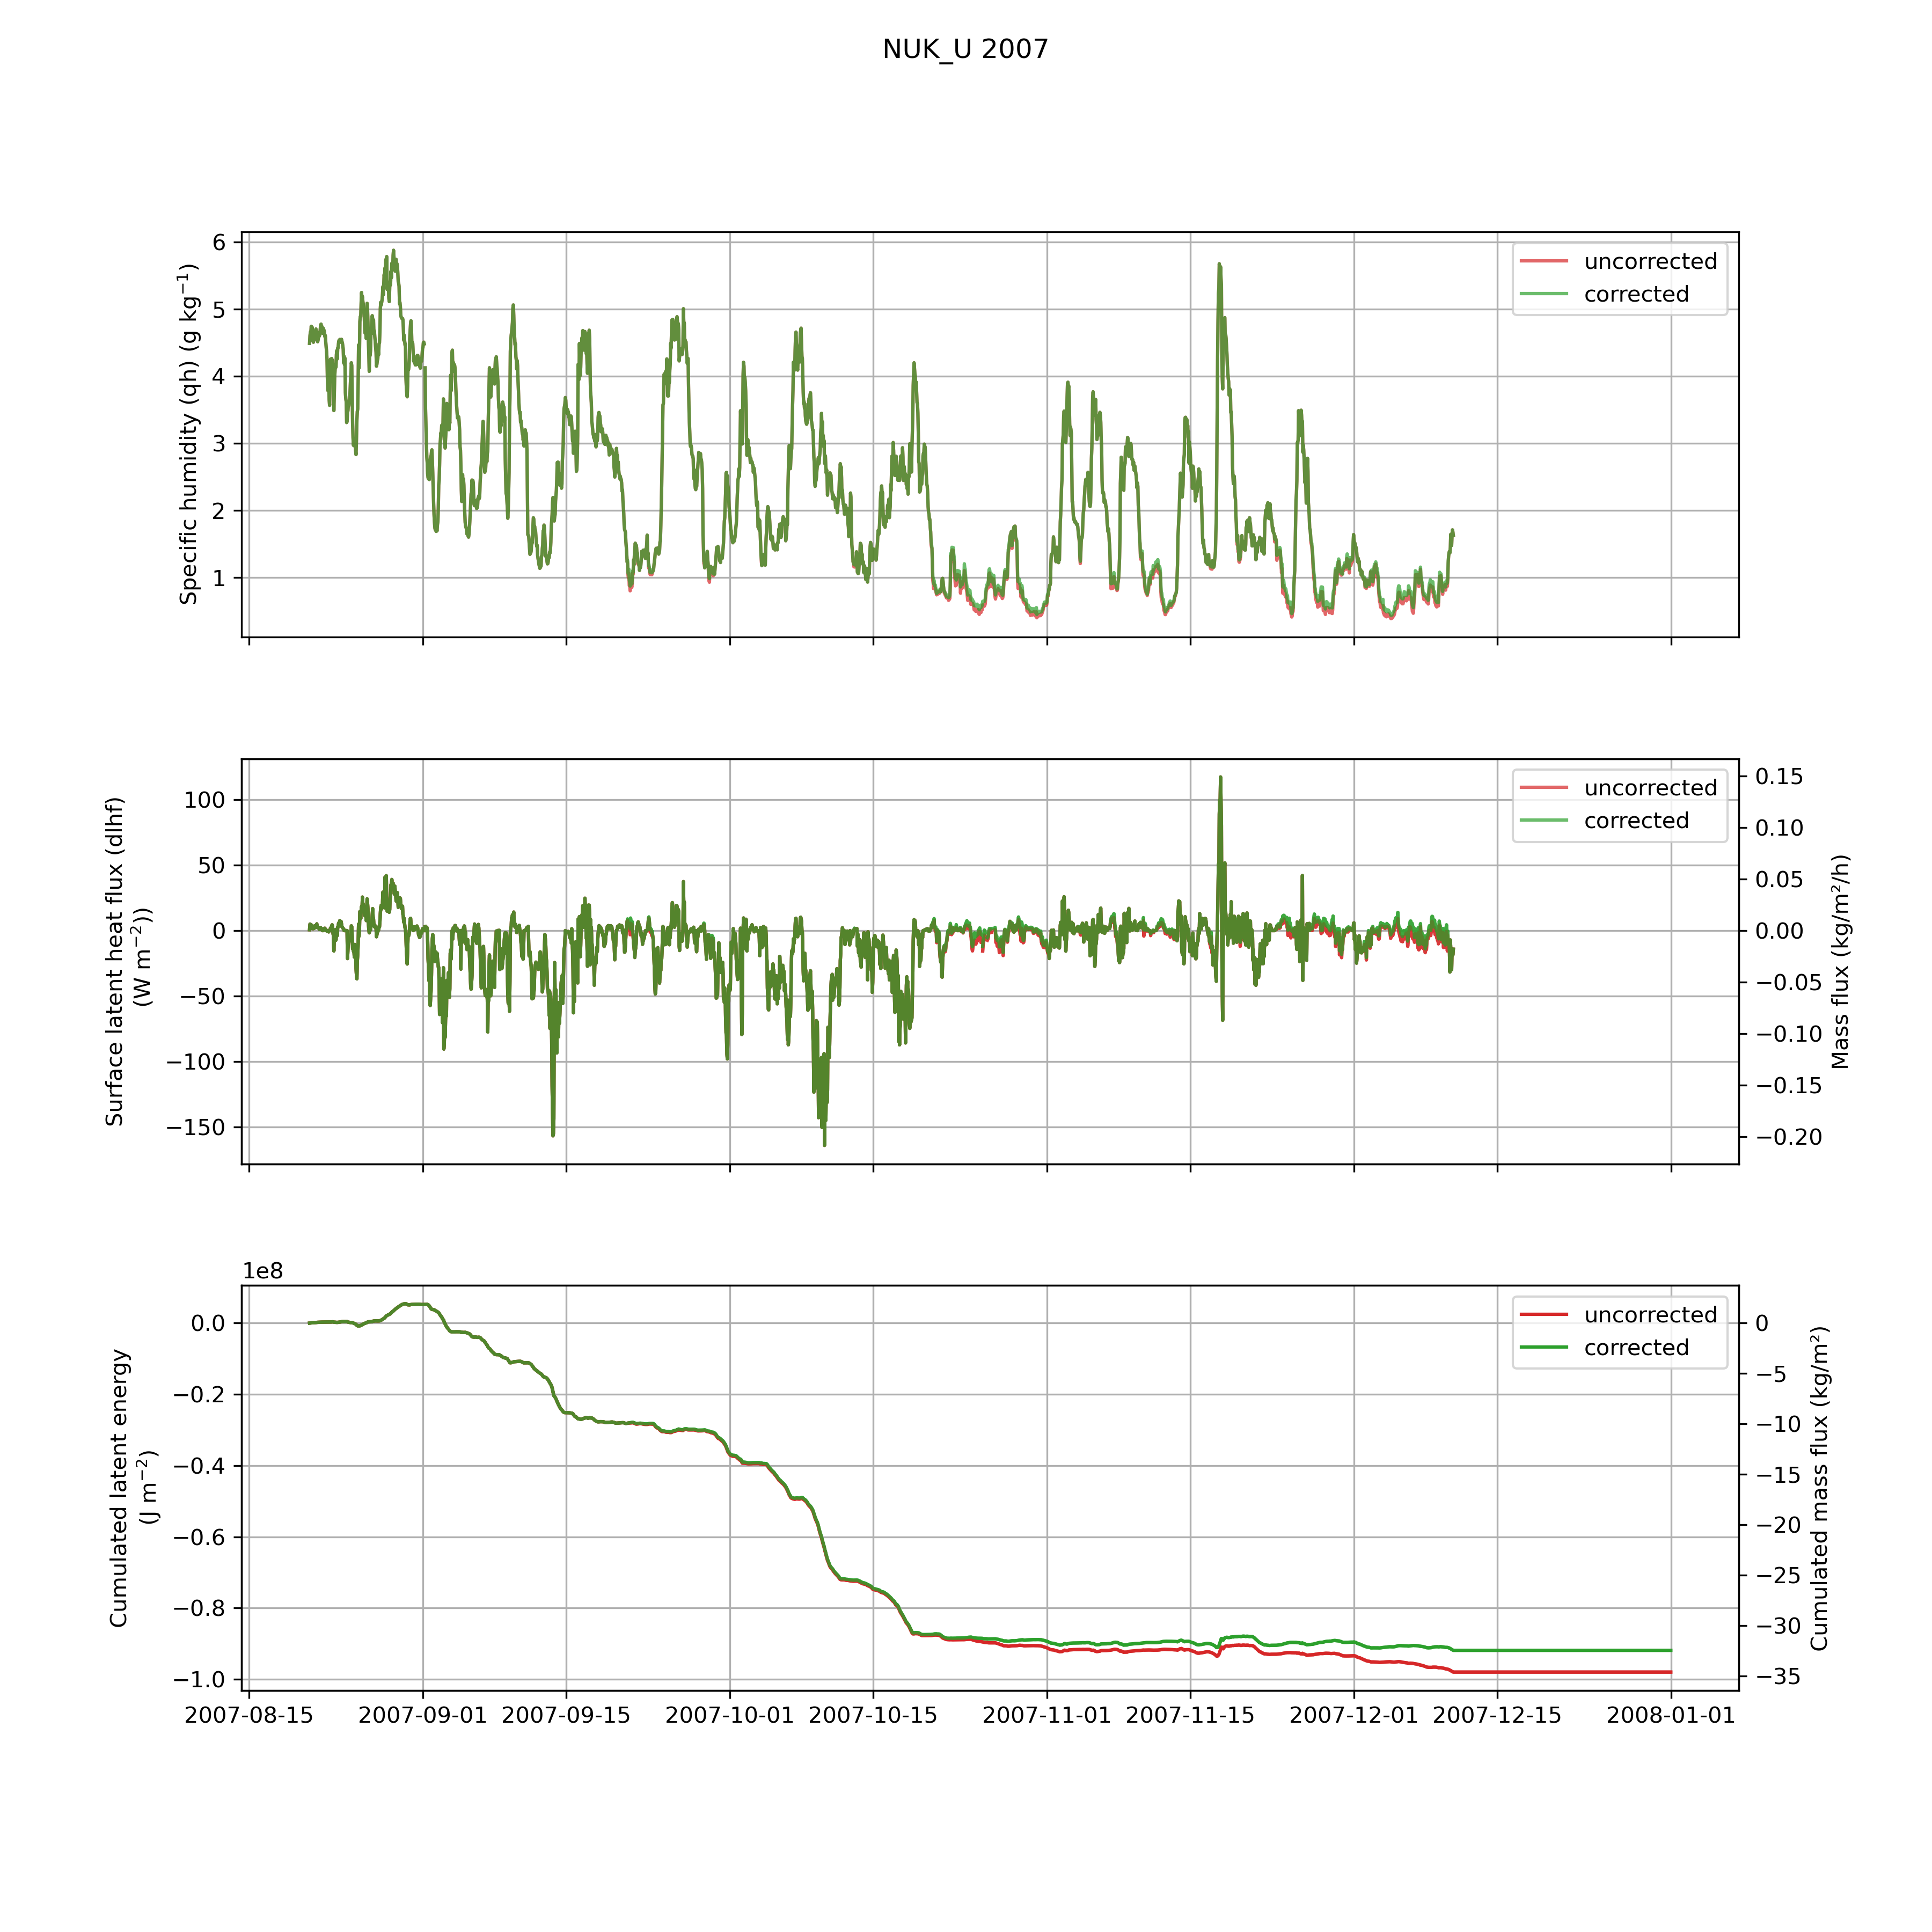 NUK_U 2007
Specific humidity (qh) (g kg⁻¹)
6
5
4
3
2
1
uncorrected
corrected
Surface latent heat flux (dlhf)
(W m⁻²))
100
50
0
−50
−100
−150
uncorrected
corrected
0.15
0.10
0.05
0.00
−0.05
−0.10
−0.15
−0.20
Mass flux (kg/m²/h)
1e8
Cumulated latent energy
(J m⁻²)
0.0
−0.2
−0.4
−0.6
−0.8
−1.0
uncorrected
corrected
0
−5
−10
−15
−20
−25
−30
−35
Cumulated mass flux (kg/m²)
2007-08-15 2007-09-01 2007-09-15 2007-10-01 2007-10-15 2007-11-01 2007-11-15 2007-12-01 2007-12-15 2008-01-01